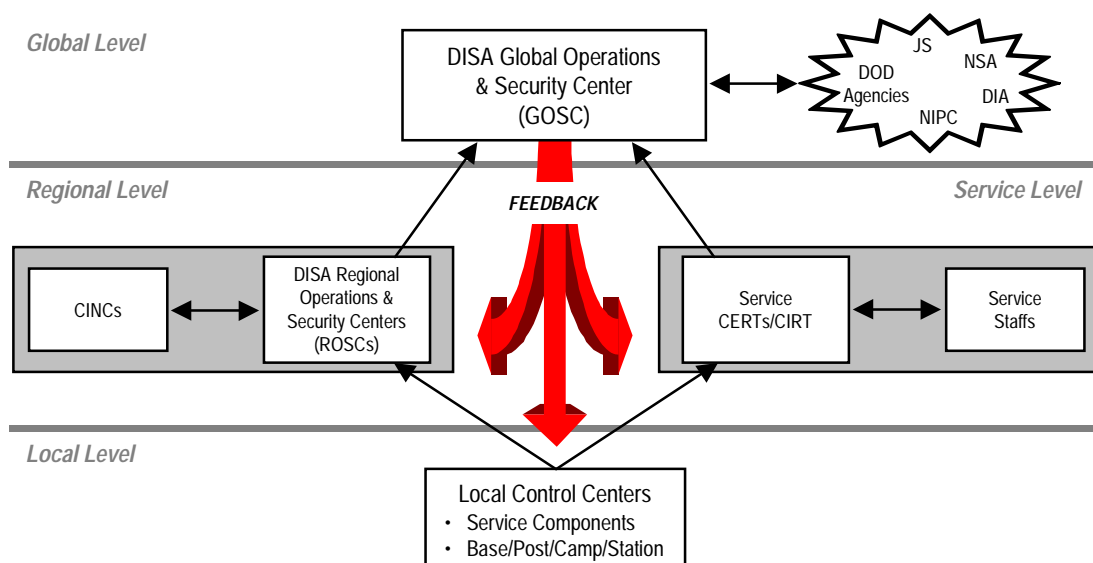 Global Level
DISA Global Operations
& Security Center
(GOSC)
JS
NSA
DOD
Agencies
DIA
NIPC
Regional Level
Service Level
FEEDBACK
CINCs
DISA Regional
Operations &
Security Centers
(ROSCs)
Service
CERTs/CIRT
Service
Staffs
Local Level
Local Control Centers
• Service Components
• Base/Post/Camp/Station